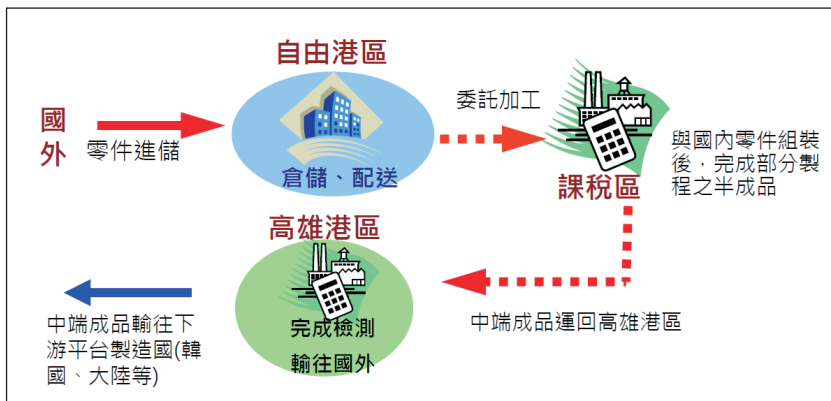 自由港區
國
外
零件進儲
倉儲、配送
委託加工
課稅區
與國內零件組裝
後，完成部分製
程之半成品
高雄港區
完成檢測
輸往國外
中端成品運回高雄港區
中端成品輸往下
游平台製造國(韓
國、大陸等)